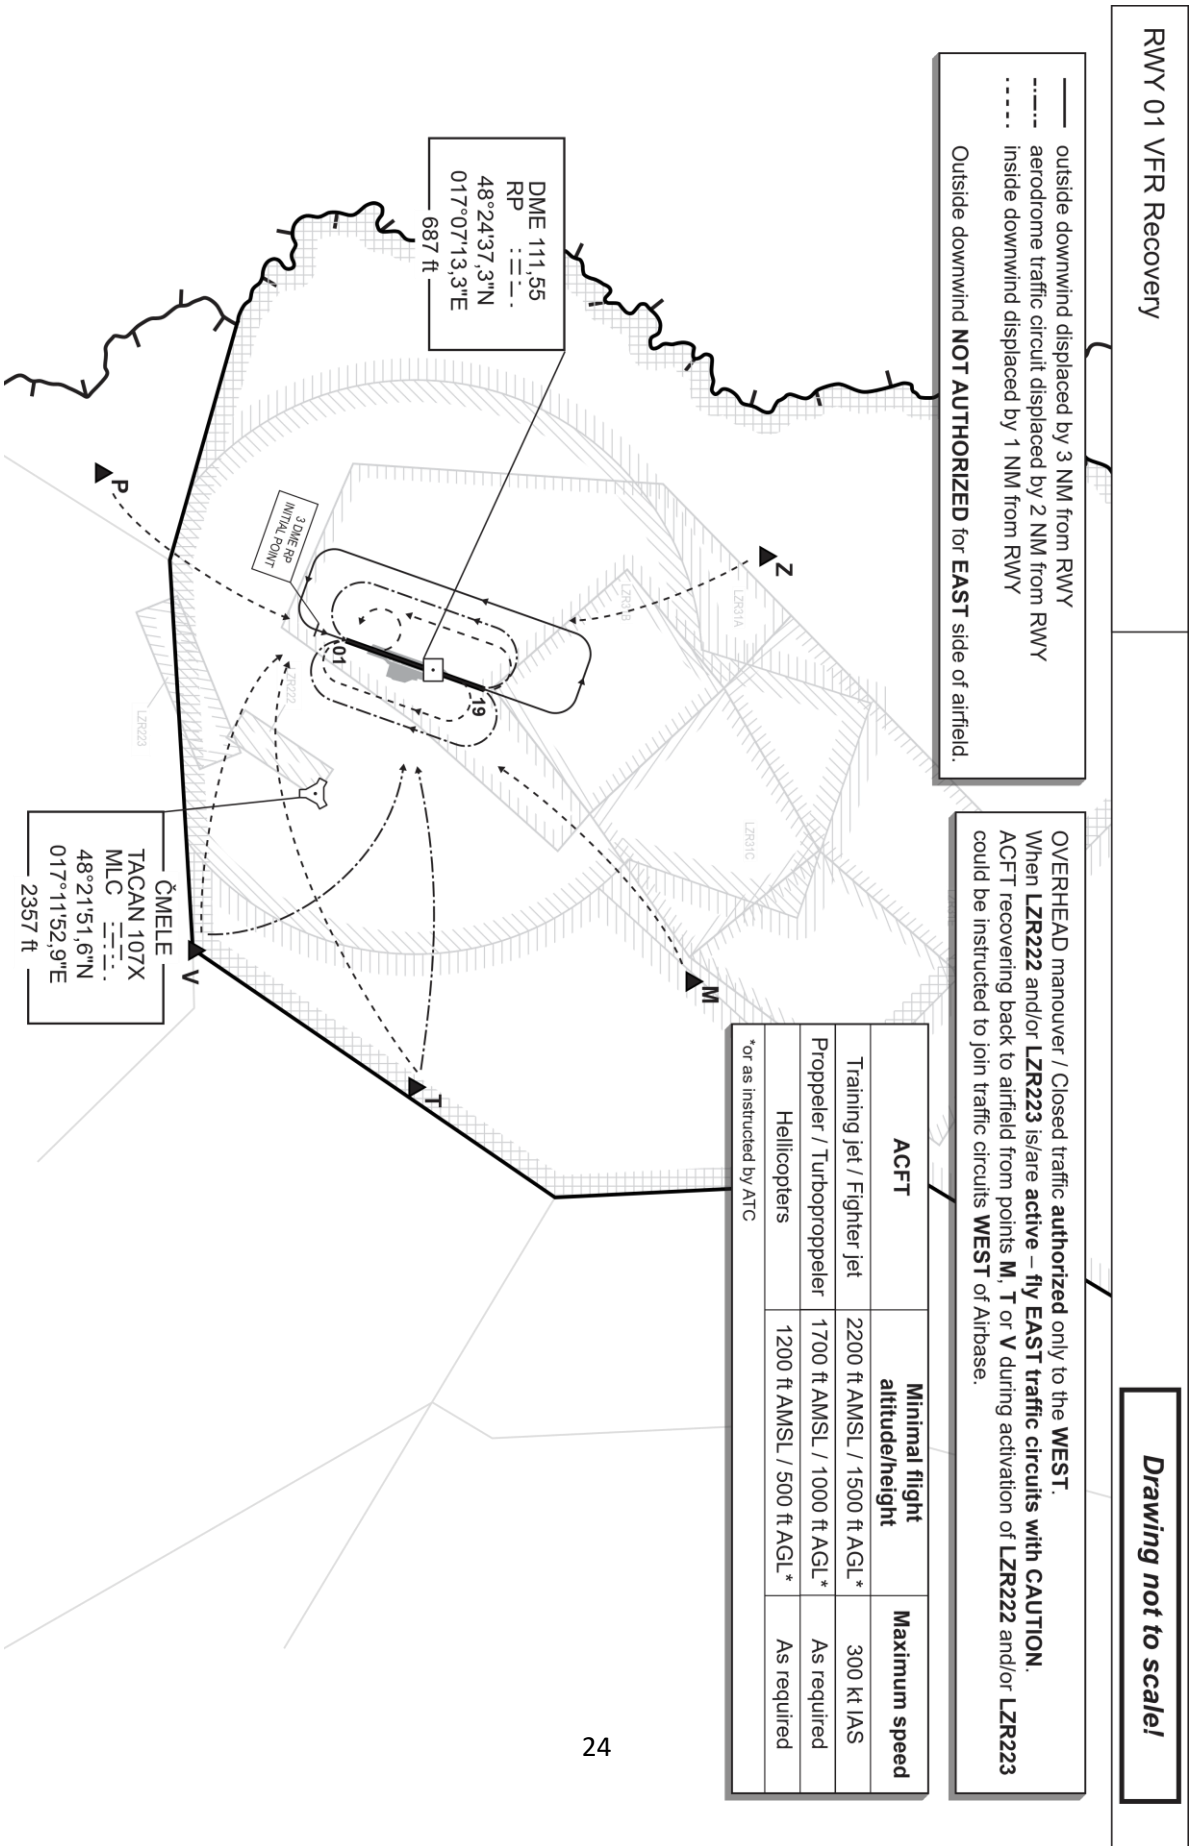 RWY 01 VFR Recovery
Drawing not to scale!
outside downwind displaced by 3 NM from RWY
aerodrome traffic circuit displaced by 2 NM from RWY
inside downwind displaced by 1 NM from RWY
Outside downwind NOT AUTHORIZED for EAST side of airfield.
OVERHEAD manouver / Closed traffic authorized only to the WEST.
When LZR222 and/or LZR223 is/are active – fly EAST traffic circuits with CAUTION.
ACFT recovering back to airfield from points M, T or V during activation of LZR222 and/or LZR223
could be instructed to join traffic circuits WEST of Airbase.
ACFT
Minimal flight
altitude/height
Maximum speed
Training jet / Fighter jet
2200 ft AMSL / 1500 ft AGL*
300 kt IAS
Proppeler / Turboproppeler
1700 ft AMSL / 1000 ft AGL*
As required
Hellicopters
1200 ft AMSL / 500 ft AGL*
As required
*or as instructed by ATC
Z
LZR31A
LZR31C
M
LZR31B
DME 111,55
RP
48°24'37,3"N
017°07'13,3"E
687 ft
19
T
01
3 DME RP
INITIAL POINT
LZR222
V
P
LZR223
ČMELE
TACAN 107X
MLC
48°21'51,6"N
017°11'52,9"E
2357 ft
24